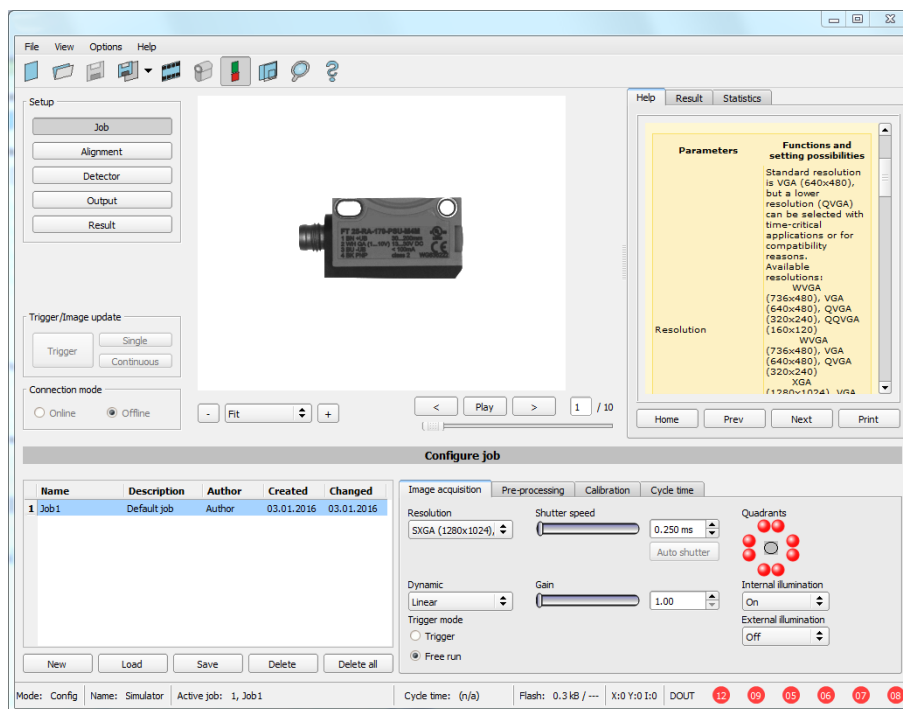 File View Options Help
Setup
Job
Alignment
Detector
Output
Result
Trigger/Image update
Trigger
Single
Continuous
Connection mode
Online Offline
FT 25-RA-170-PSU-M4M
- Fit +
< Play > 1 / 10
Help Result Statistics
Parameters
Functions and
setting possibilities
Resolution
Standard resolution
is VGA (640x480),
but a lower
resolution (QVGA)
can be selected with
time-critical
applications or for
compatibility
reasons.
Available
resolutions:
WVGA
(736x480), VGA
(640x480), QVGA
(320x240), QQVGA
(160x120)
WVGA
(736x480), VGA
(640x480), QVGA
(320x240)
XGA
(1280x1024), VGA
Home Prev Next Print
Configure job
Name Description Author Created Changed
1 Job1 Default job Author 03.01.2016 03.01.2016
New Load Save Delete Delete all
Image acquisition Pre-processing Calibration Cycle time
Resolution
SXGA (1280x1024),
Shutter speed
0.250 ms
Auto shutter
Quadrants
Dynamic
Linear
Gain
1.00
Internal illumination
On
Trigger mode
Trigger
Free run
External illumination
Off
Mode: Config Name: Simulator Active job: 1, Job1 Cycle time: (n/a) Flash: 0.3 kB / --- X:0 Y:0 I:0 DOUT 12 09 05 06 07 08